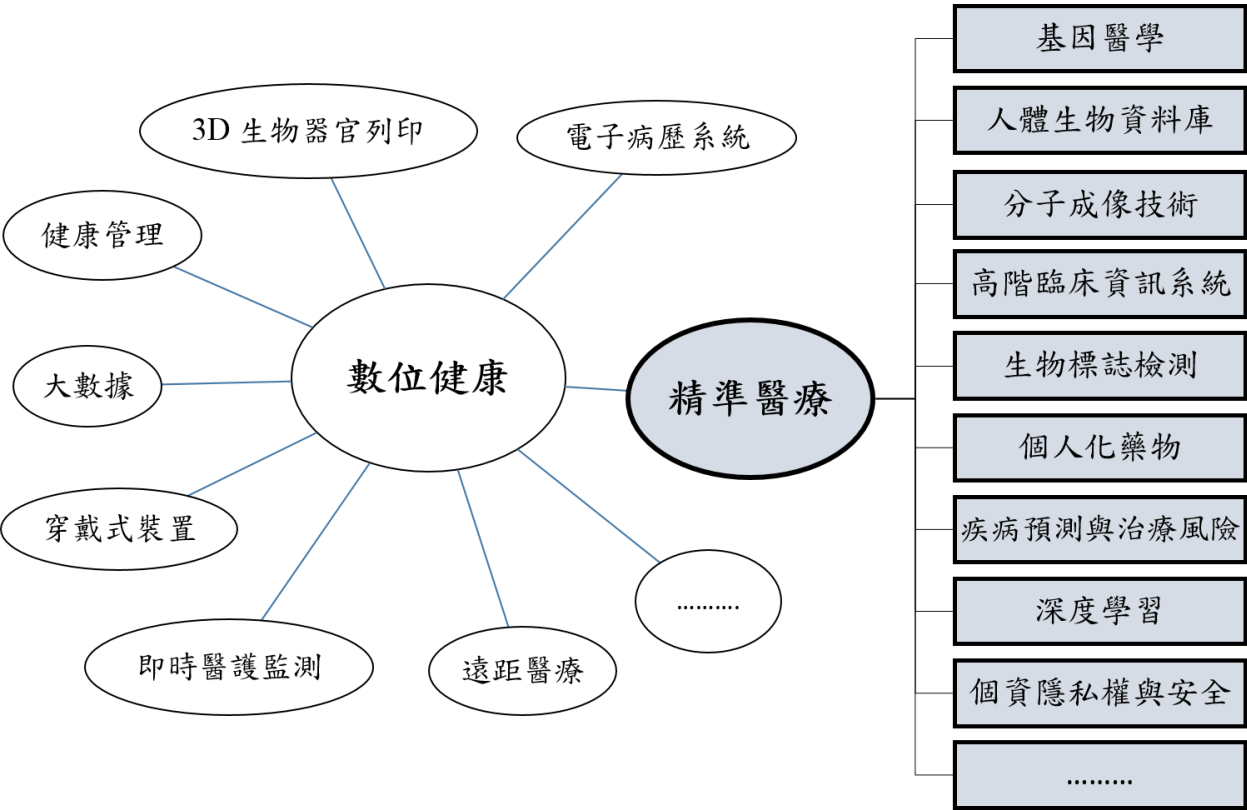 3D 生物器官列印
電子病歷系統
健康管理
大數據
數位健康
精準醫療
穿戴式裝置
即時醫護監測
遠距醫療
..........
基因醫學
人體生物資料庫
分子成像技術
高階臨床資訊系統
生物標誌檢測
個人化藥物
疾病預測與治療風險
深度學習
個資隱私權與安全
.........